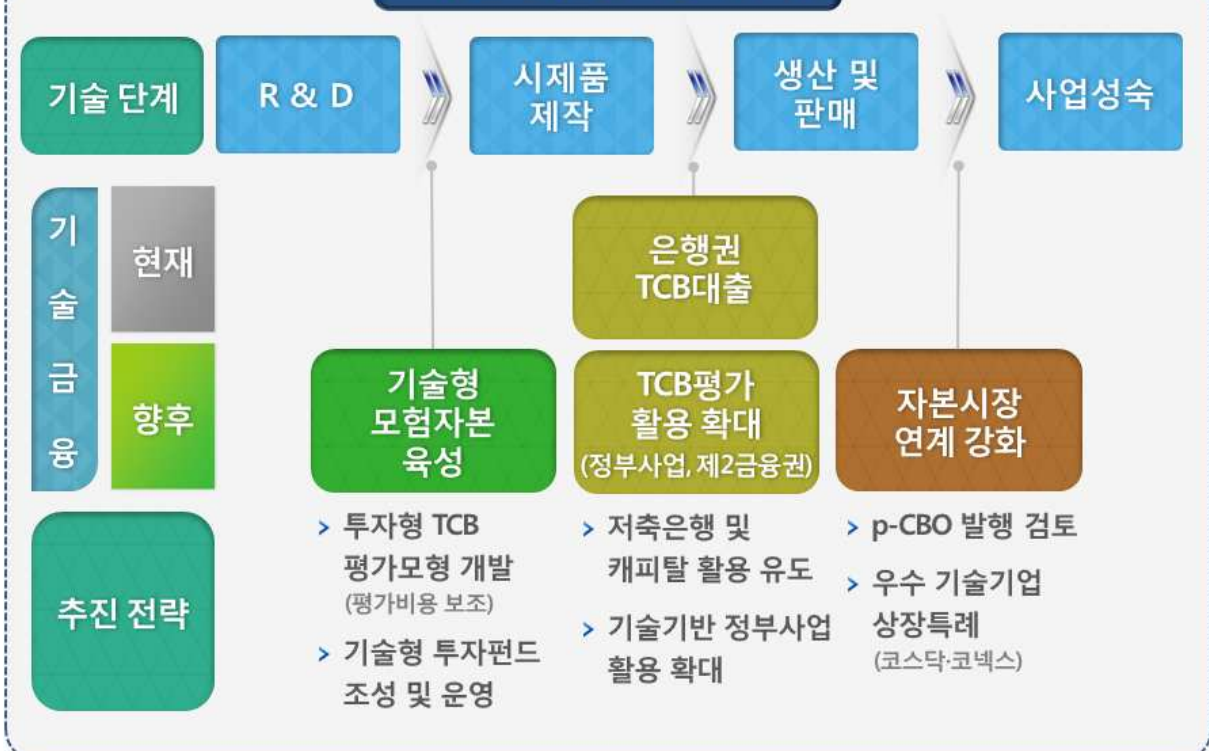 기술 단계
R & D
시제품
제작
생산 및
판매
사업성숙
기
술
금
융
현재
은행권
TCB대출
향후
기술형
모험자본
육성
TCB평가
활용 확대
(정부사업, 제2금융권)
자본시장
연계 강화
추진 전략
> 투자형 TCB
평가모형 개발
(평가비용 보조)
> 기술형 투자펀드
조성 및 운영
> 저축은행 및
캐피탈 활용 유도
> 기술기반 정부사업
활용 확대
> p-CBO 발행 검토
> 우수 기술기업
상장특례
(코스닥·코넥스)